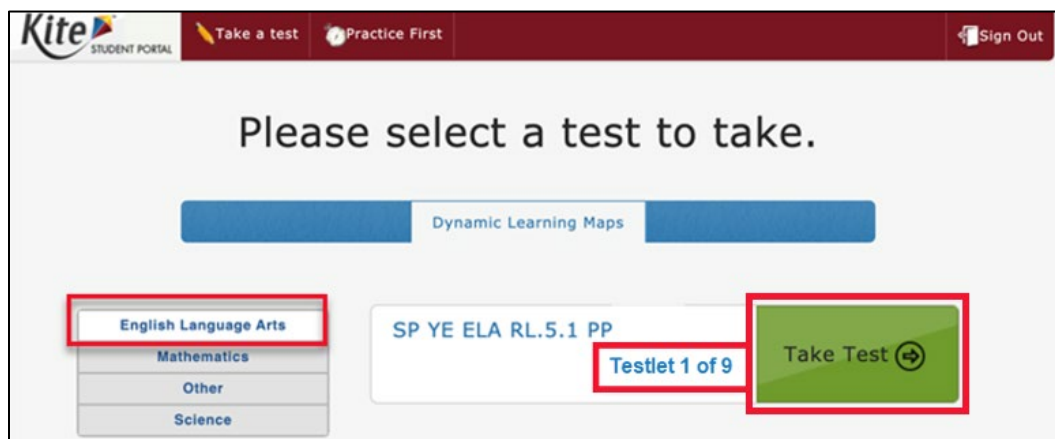 Kite STUDENT PORTAL Take a test Practice First Sign Out
Please select a test to take.
Dynamic Learning Maps
English Language Arts
Mathematics
Other
Science
SP YE ELA RL.5.1 PP
Testlet 1 of 9
Take Test